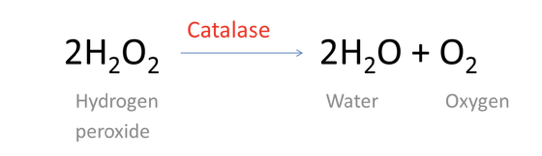 Catalase
2H₂O₂ 2H₂O + O₂
Hydrogen peroxide Water Oxygen